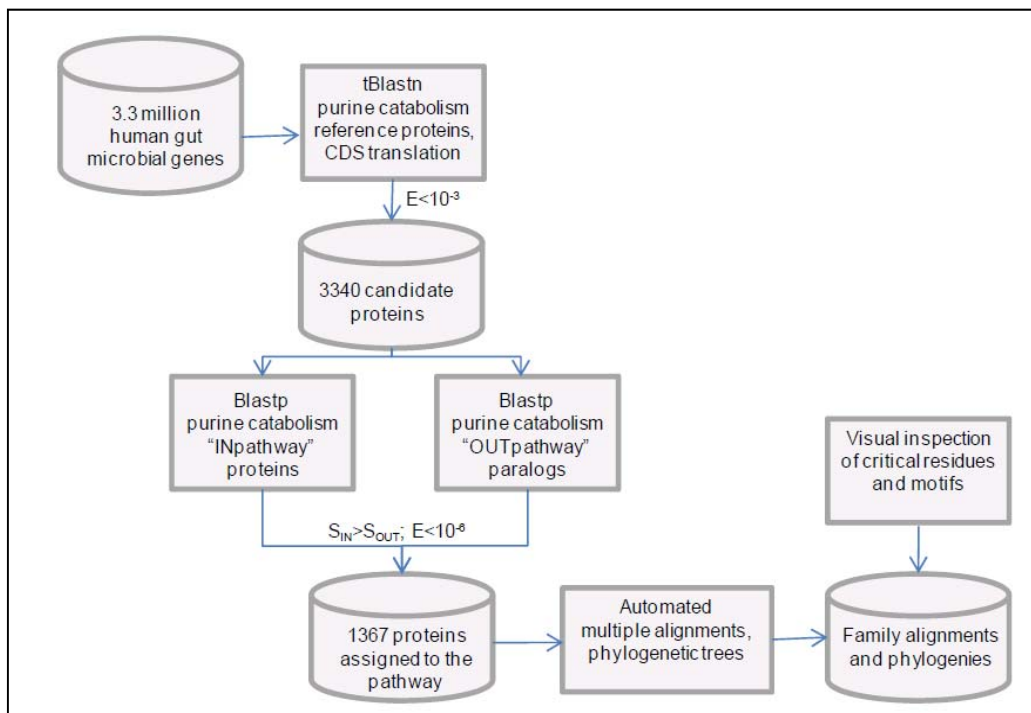 3.3 million
human gut
microbial genes
tBlastn
purine catabolism
reference proteins,
CDS translation
E<10⁻³
3340 candidate
proteins
Blastp
purine catabolism
“INpathway”
proteins
Blastp
purine catabolism
“OUTpathway”
paralogs
Visual inspection
of critical residues
and motifs
S_IN>S_OUT; E<10⁻⁶
1367 proteins
assigned to the
pathway
Automated
multiple alignments,
phylogenetic trees
Family alignments
and phylogenies